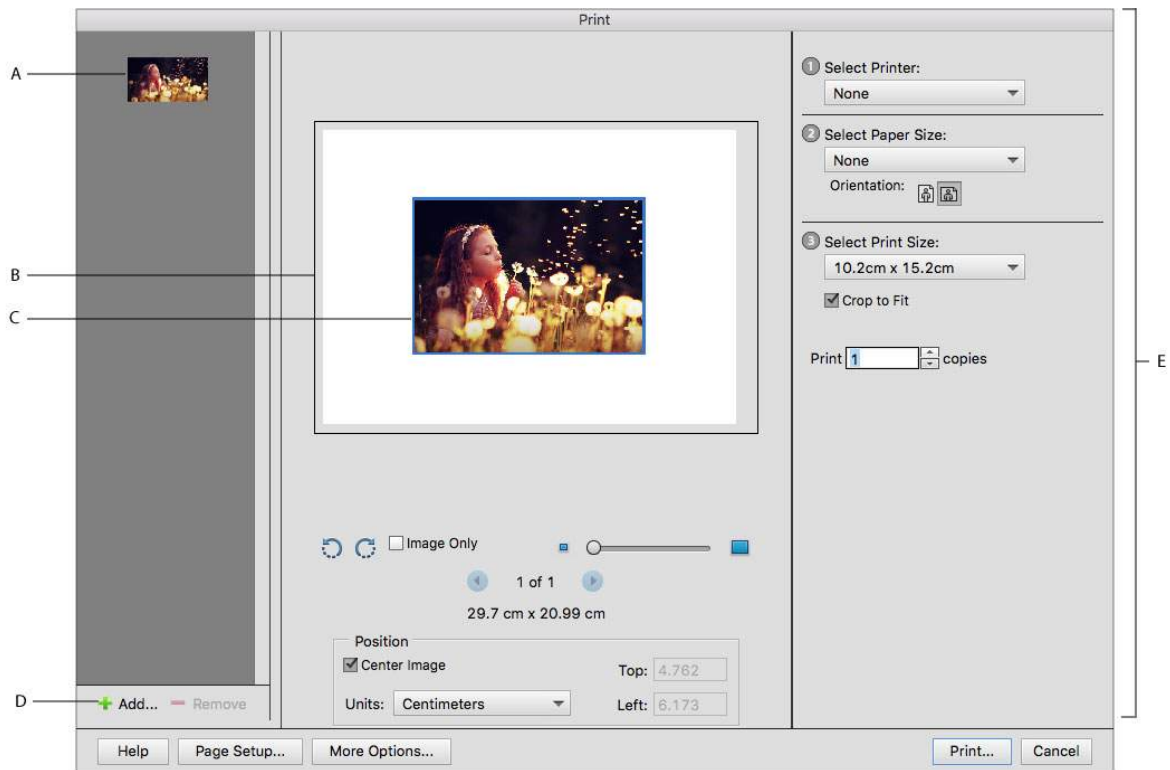 Print
A
B
C
D
E
1 Select Printer:
None
2 Select Paper Size:
None
Orientation:
3 Select Print Size:
10.2cm x 15.2cm
Crop to Fit
Print 1 copies
Image Only
1 of 1
29.7 cm x 20.99 cm
Position
Center Image
Top: 4.762
Units: Centimeters
Left: 6.173
Add... Remove
Help Page Setup... More Options... Print... Cancel